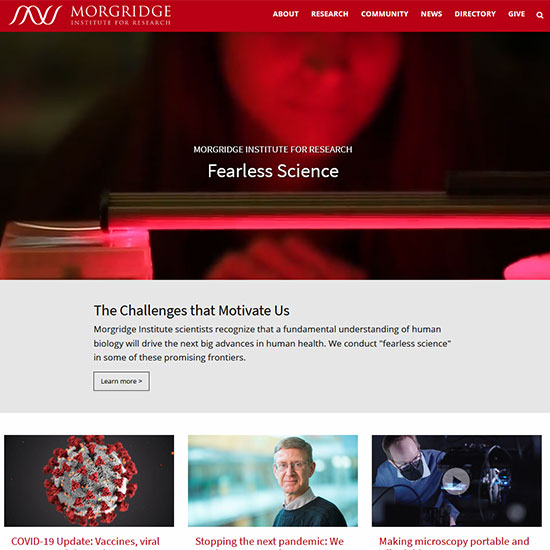 MORGRIDGE
INSTITUTE FOR RESEARCH
ABOUT RESEARCH COMMUNITY NEWS DIRECTORY GIVE
MORGRIDGE INSTITUTE FOR RESEARCH
Fearless Science
The Challenges that Motivate Us
Morgridge Institute scientists recognize that a fundamental understanding of human
biology will drive the next big advances in human health. We conduct "fearless science"
in some of these promising frontiers.
Learn more >
COVID-19 Update: Vaccines, viral
Stopping the next pandemic: We
Making microscopy portable and